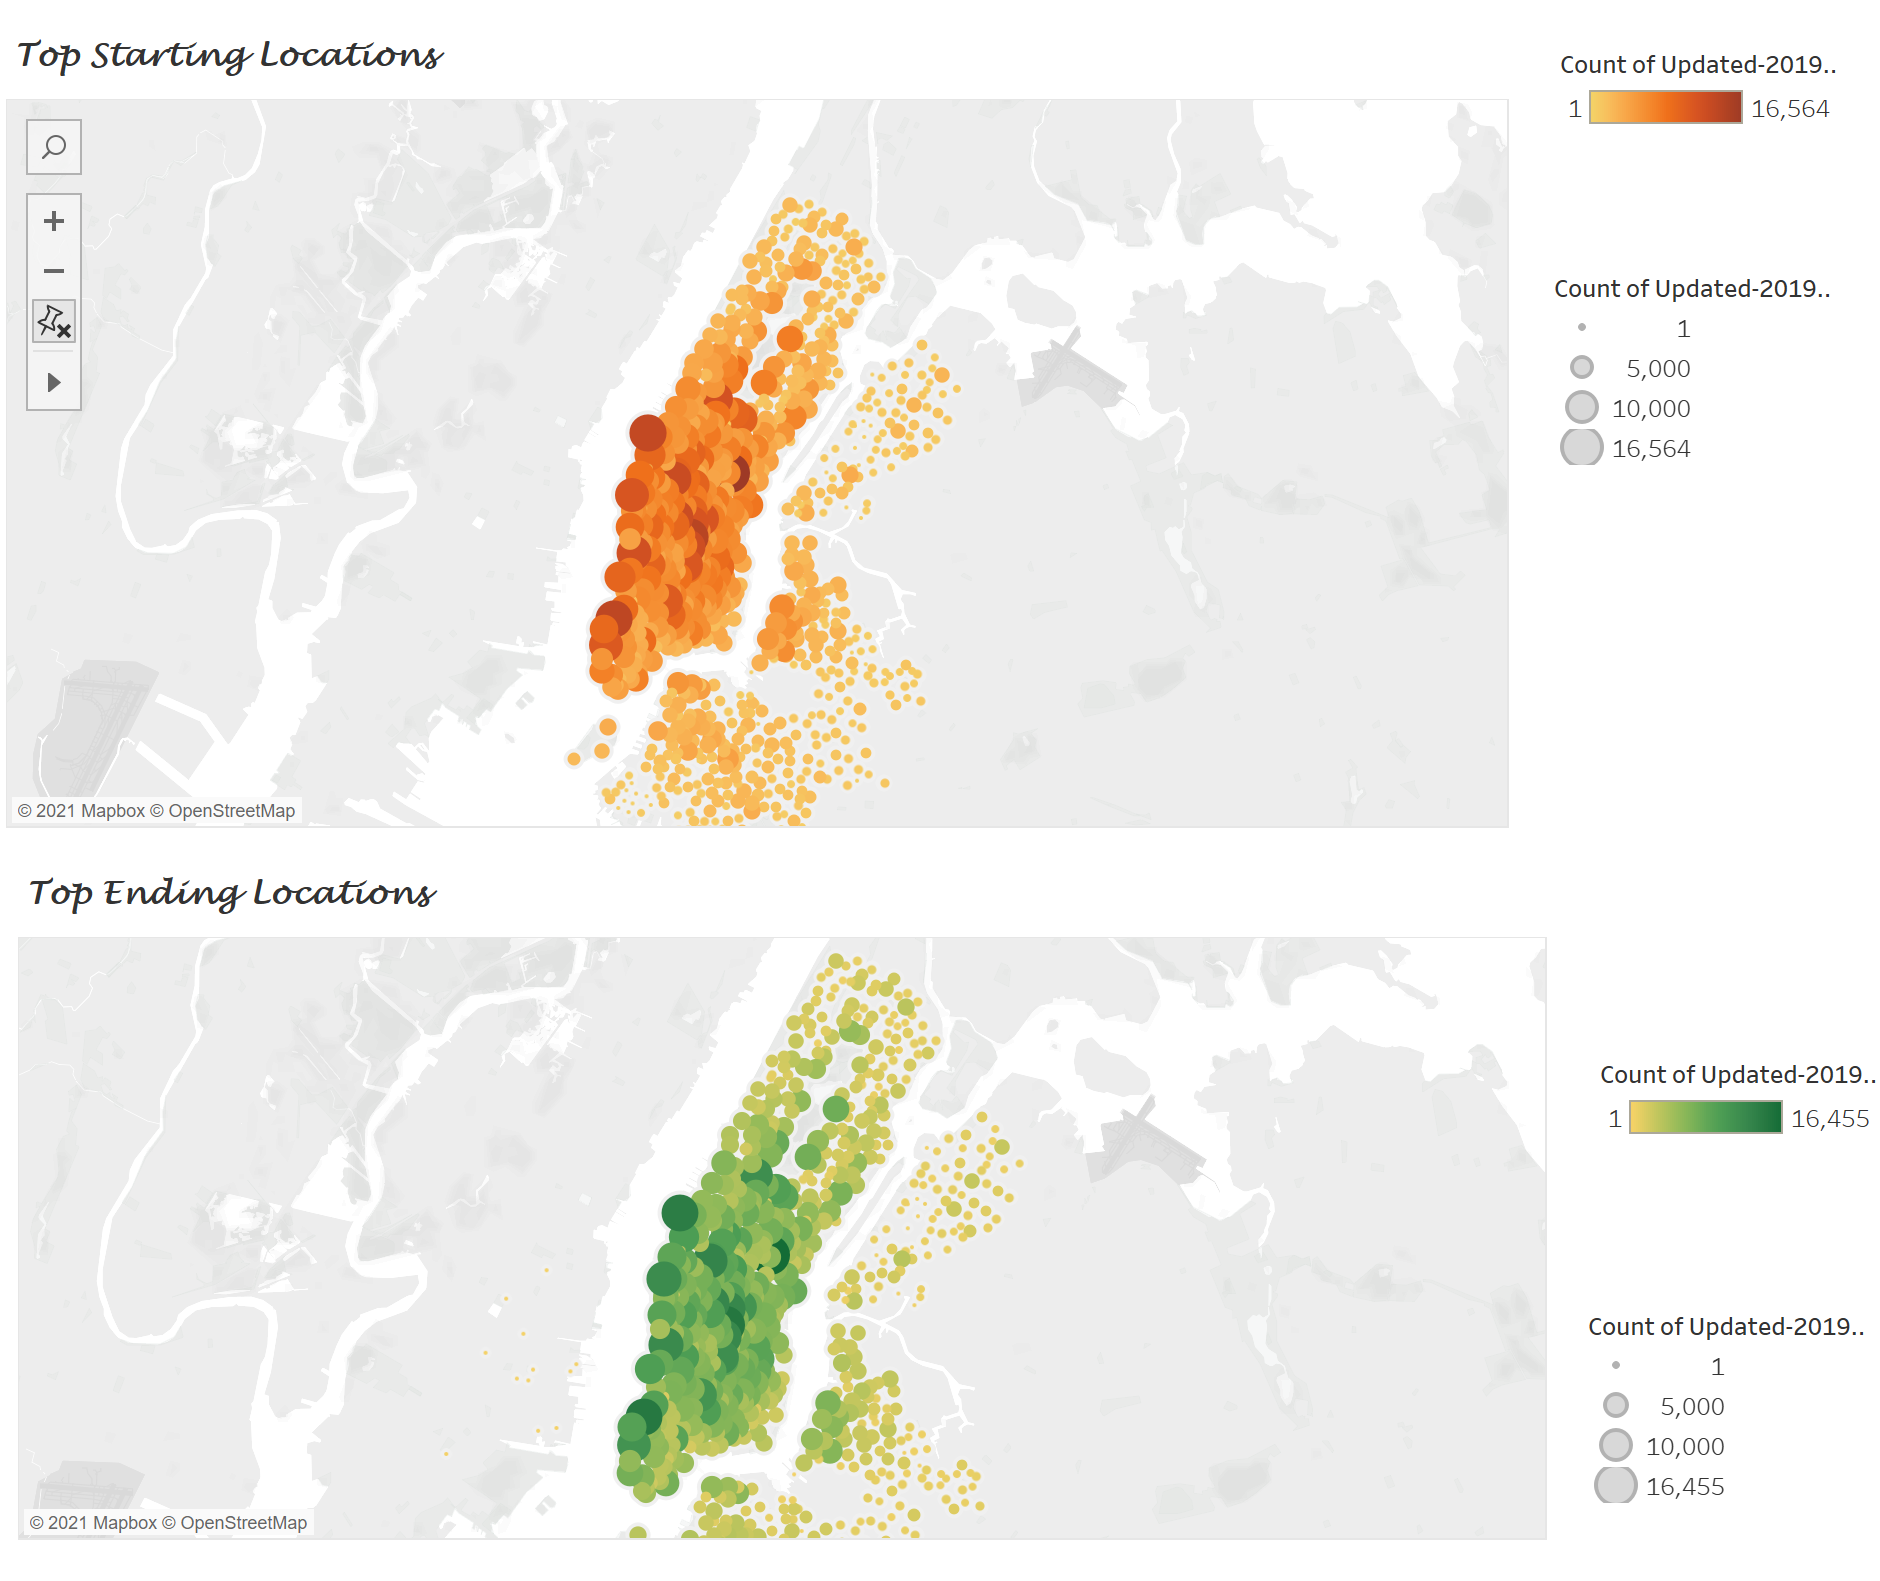 Top Starting Locations
Count of Updated-2019..
1 16,564
Count of Updated-2019..
1
5,000
10,000
16,564
© 2021 Mapbox © OpenStreetMap
Top Ending Locations
Count of Updated-2019..
1 16,455
Count of Updated-2019..
1
5,000
10,000
16,455
© 2021 Mapbox © OpenStreetMap